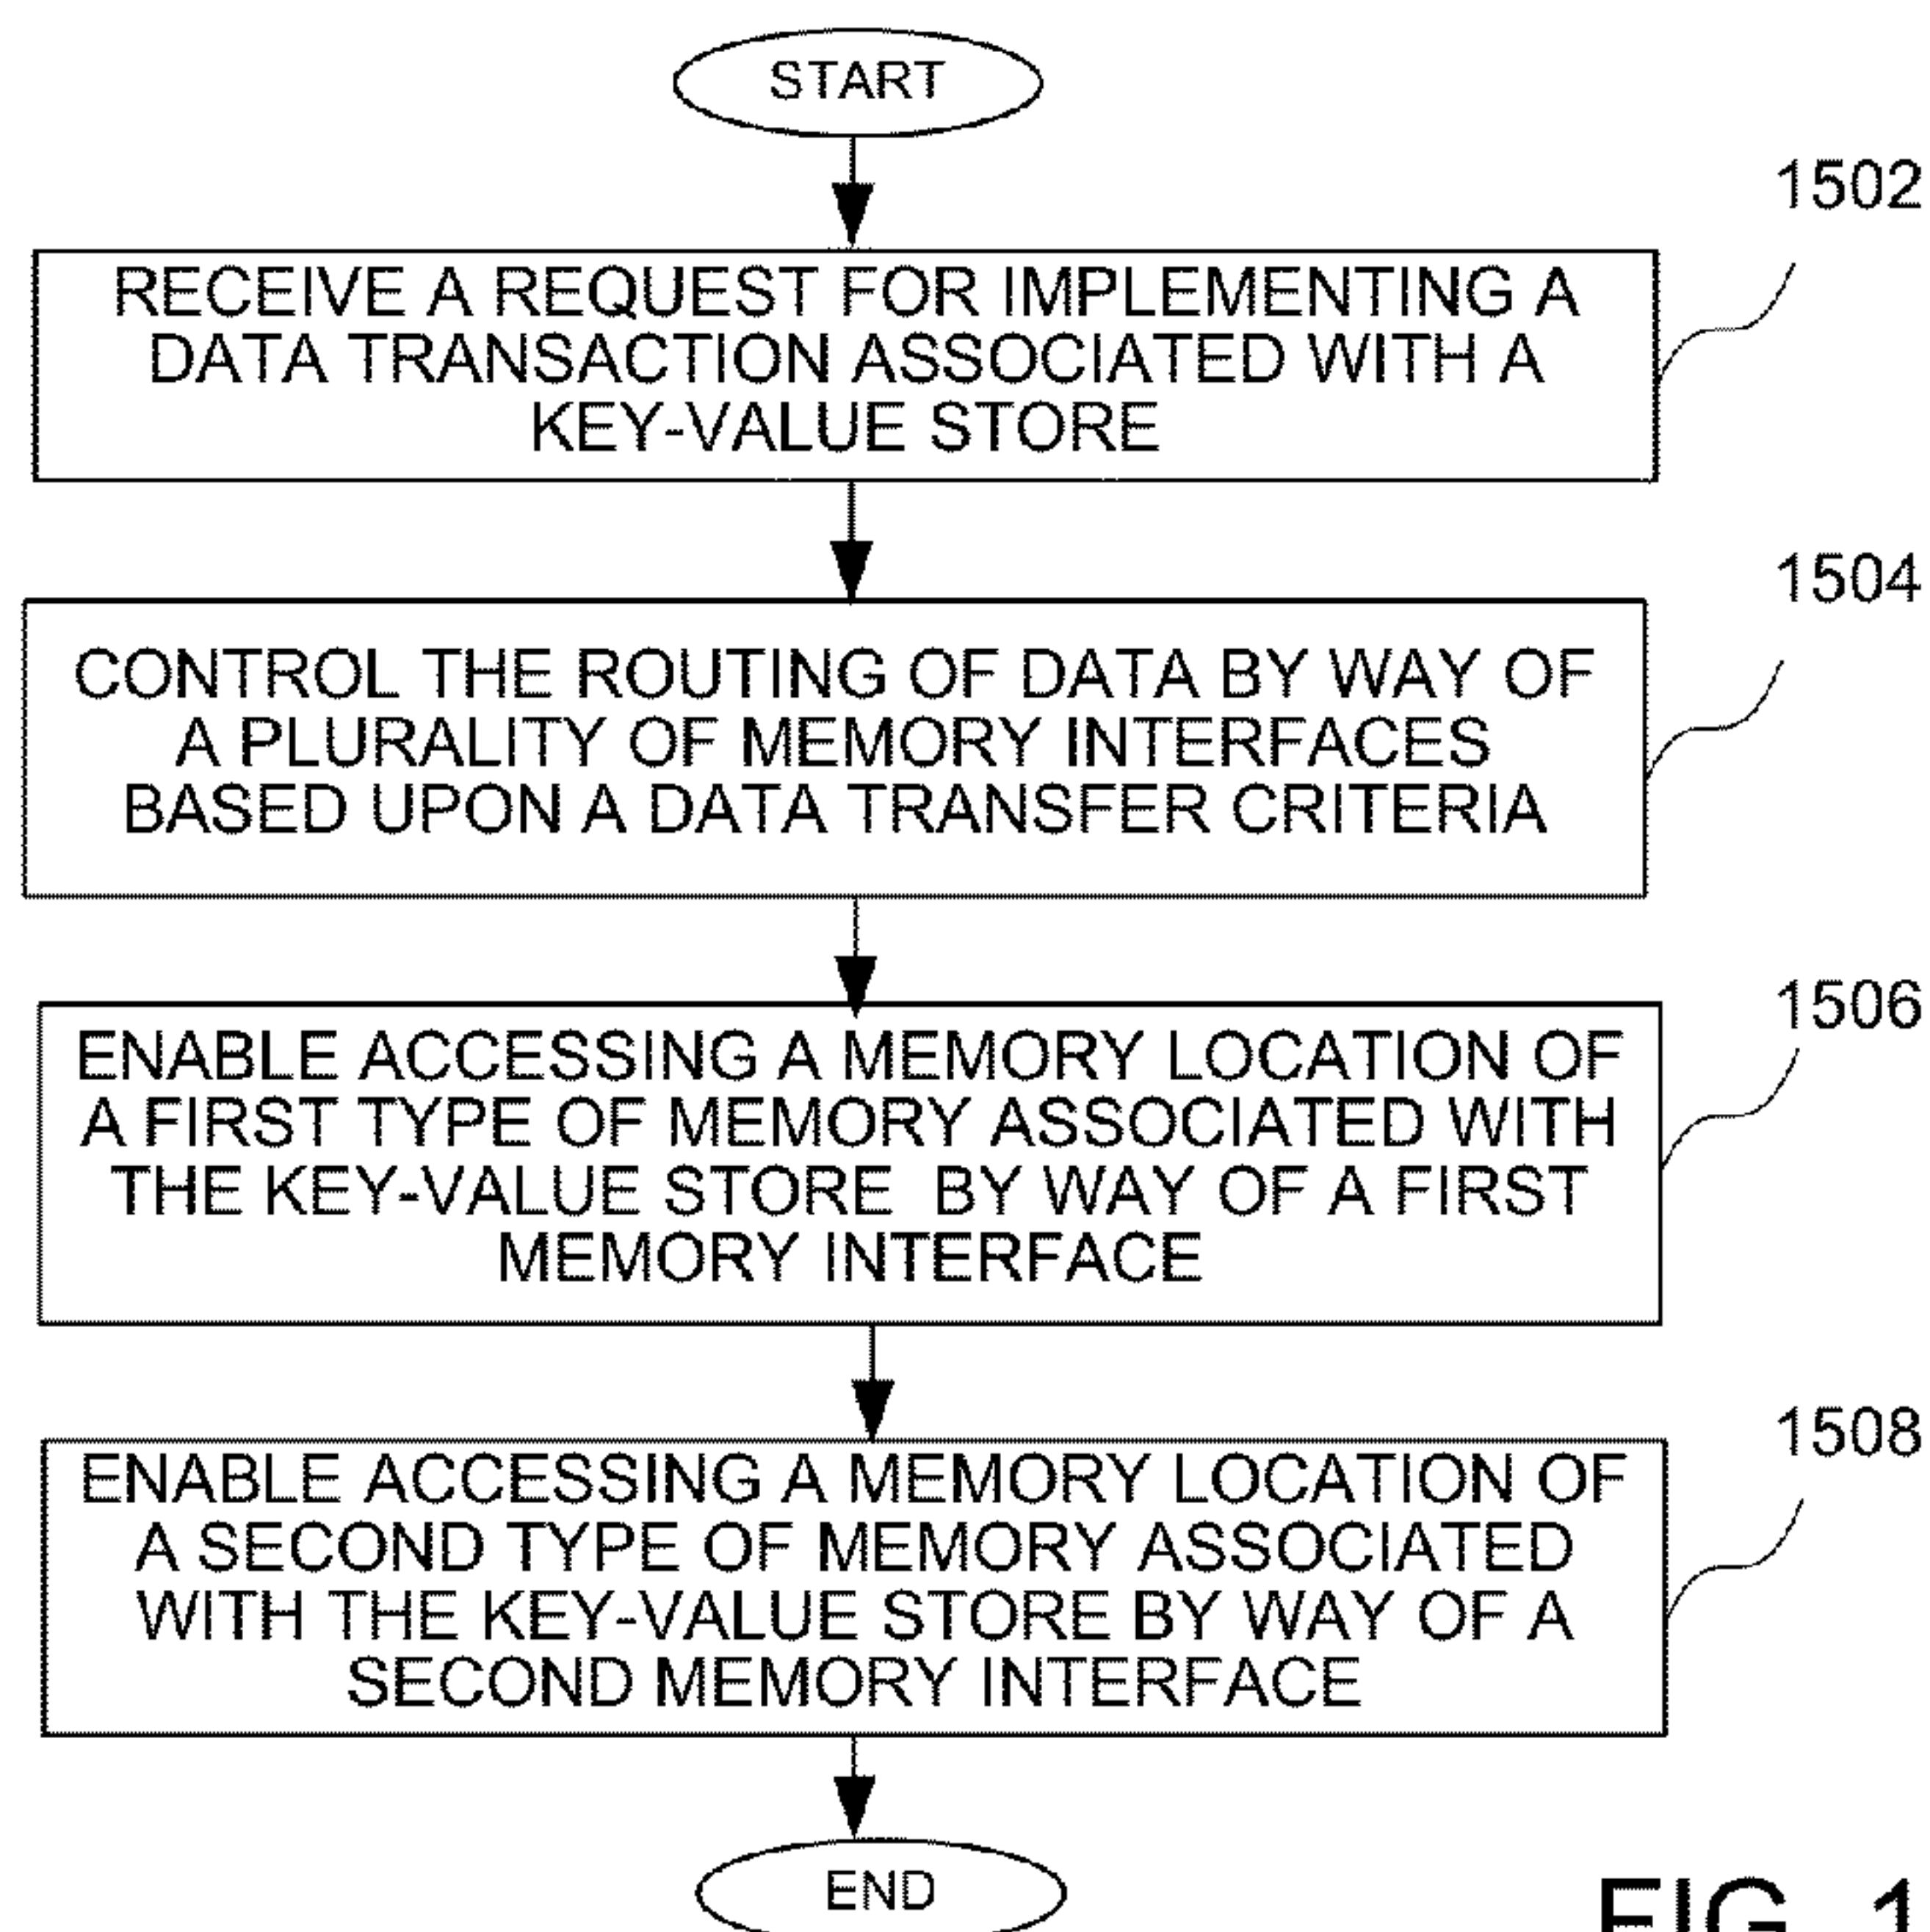 START
1502
RECEIVE A REQUEST FOR IMPLEMENTING A
DATA TRANSACTION ASSOCIATED WITH A
KEY-VALUE STORE
1504
CONTROL THE ROUTING OF DATA BY WAY OF
A PLURALITY OF MEMORY INTERFACES
BASED UPON A DATA TRANSFER CRITERIA
1506
ENABLE ACCESSING A MEMORY LOCATION OF
A FIRST TYPE OF MEMORY ASSOCIATED WITH
THE KEY-VALUE STORE BY WAY OF A FIRST
MEMORY INTERFACE
1508
ENABLE ACCESSING A MEMORY LOCATION OF
A SECOND TYPE OF MEMORY ASSOCIATED
WITH THE KEY-VALUE STORE BY WAY OF A
SECOND MEMORY INTERFACE
END
FIG. 1